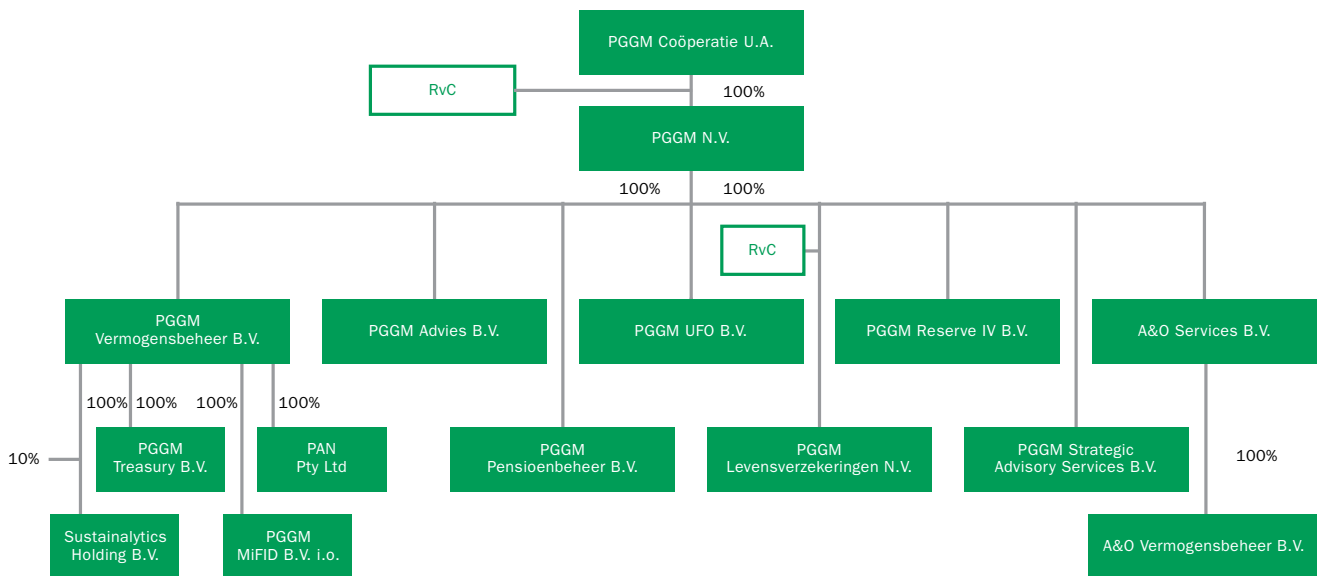 PGGM Coöperatie U.A.
RvC
100%
PGGM N.V.
100%
100%
RvC
PGGM
Vermogensbeheer B.V.
PGGM Advies B.V.
PGGM UFO B.V.
PGGM Reserve IV B.V.
A&O Services B.V.
100%
100%
100%
100%
PGGM
Treasury B.V.
PAN
Pty Ltd
PGGM
Pensioenbeheer B.V.
PGGM
Levensverzekeringen N.V.
PGGM Strategic
Advisory Services B.V.
10%
100%
Sustainalytics
Holding B.V.
PGGM
MiFID B.V. i.o.
A&O Vermogensbeheer B.V.